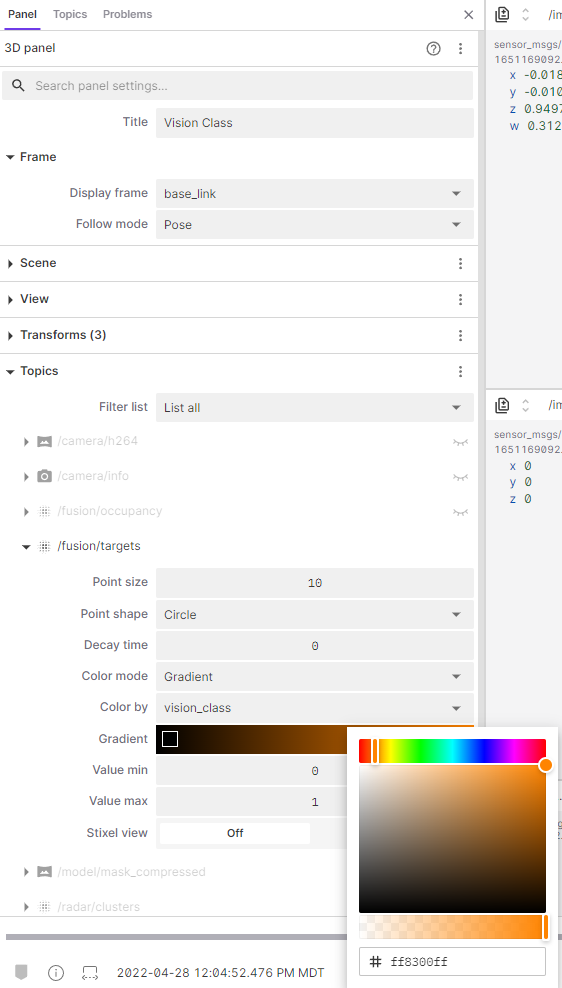 Panel Topics Problems
3D panel
Search panel settings...
Title Vision Class
Frame
Display frame base_link
Follow mode Pose
Scene
View
Transforms (3)
Topics
Filter list List all
/camera/h264
/camera/info
/fusion/occupancy
/fusion/targets
Point size 10
Point shape Circle
Decay time 0
Color mode Gradient
Color by vision_class
Gradient
Value min 0
Value max 1
Stixel view Off
/model/mask_compressed
/radar/clusters
# ff8300ff
2022-04-28 12:04:52.476 PM MDT
/im
sensor_msgs/
1651169092.
x -0.018
y -0.010
z 0.9497
w 0.312
/im
sensor_msgs/
1651169092.
x 0
y 0
z 0